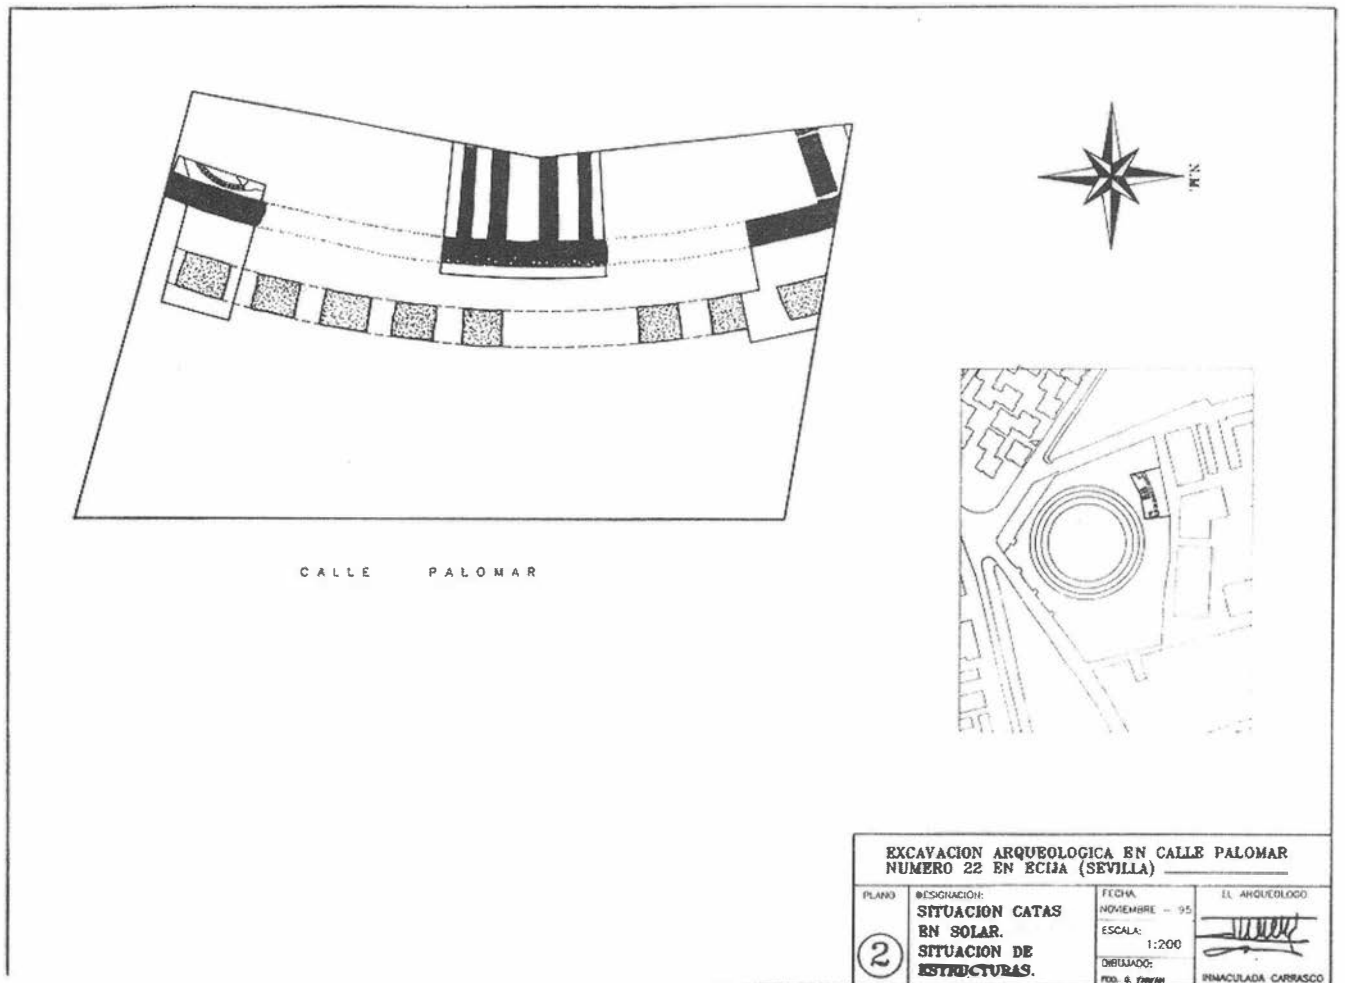 N.M.
CALLE PALOMAR
EXCAVACION ARQUEOLOGICA EN CALLE PALOMAR
NUMERO 22 EN ECIJA (SEVILLA)
PLANO
2
DESIGNACIÓN:
SITUACION CATAS
EN SOLAR.
SITUACION DE
ESTRUCTURAS.
FECHA.
NOVIEMBRE - 95
ESCALA:
1:200
DIBUJADO:
EL ARQUEOLOGO
INMACULADA CARRASCO